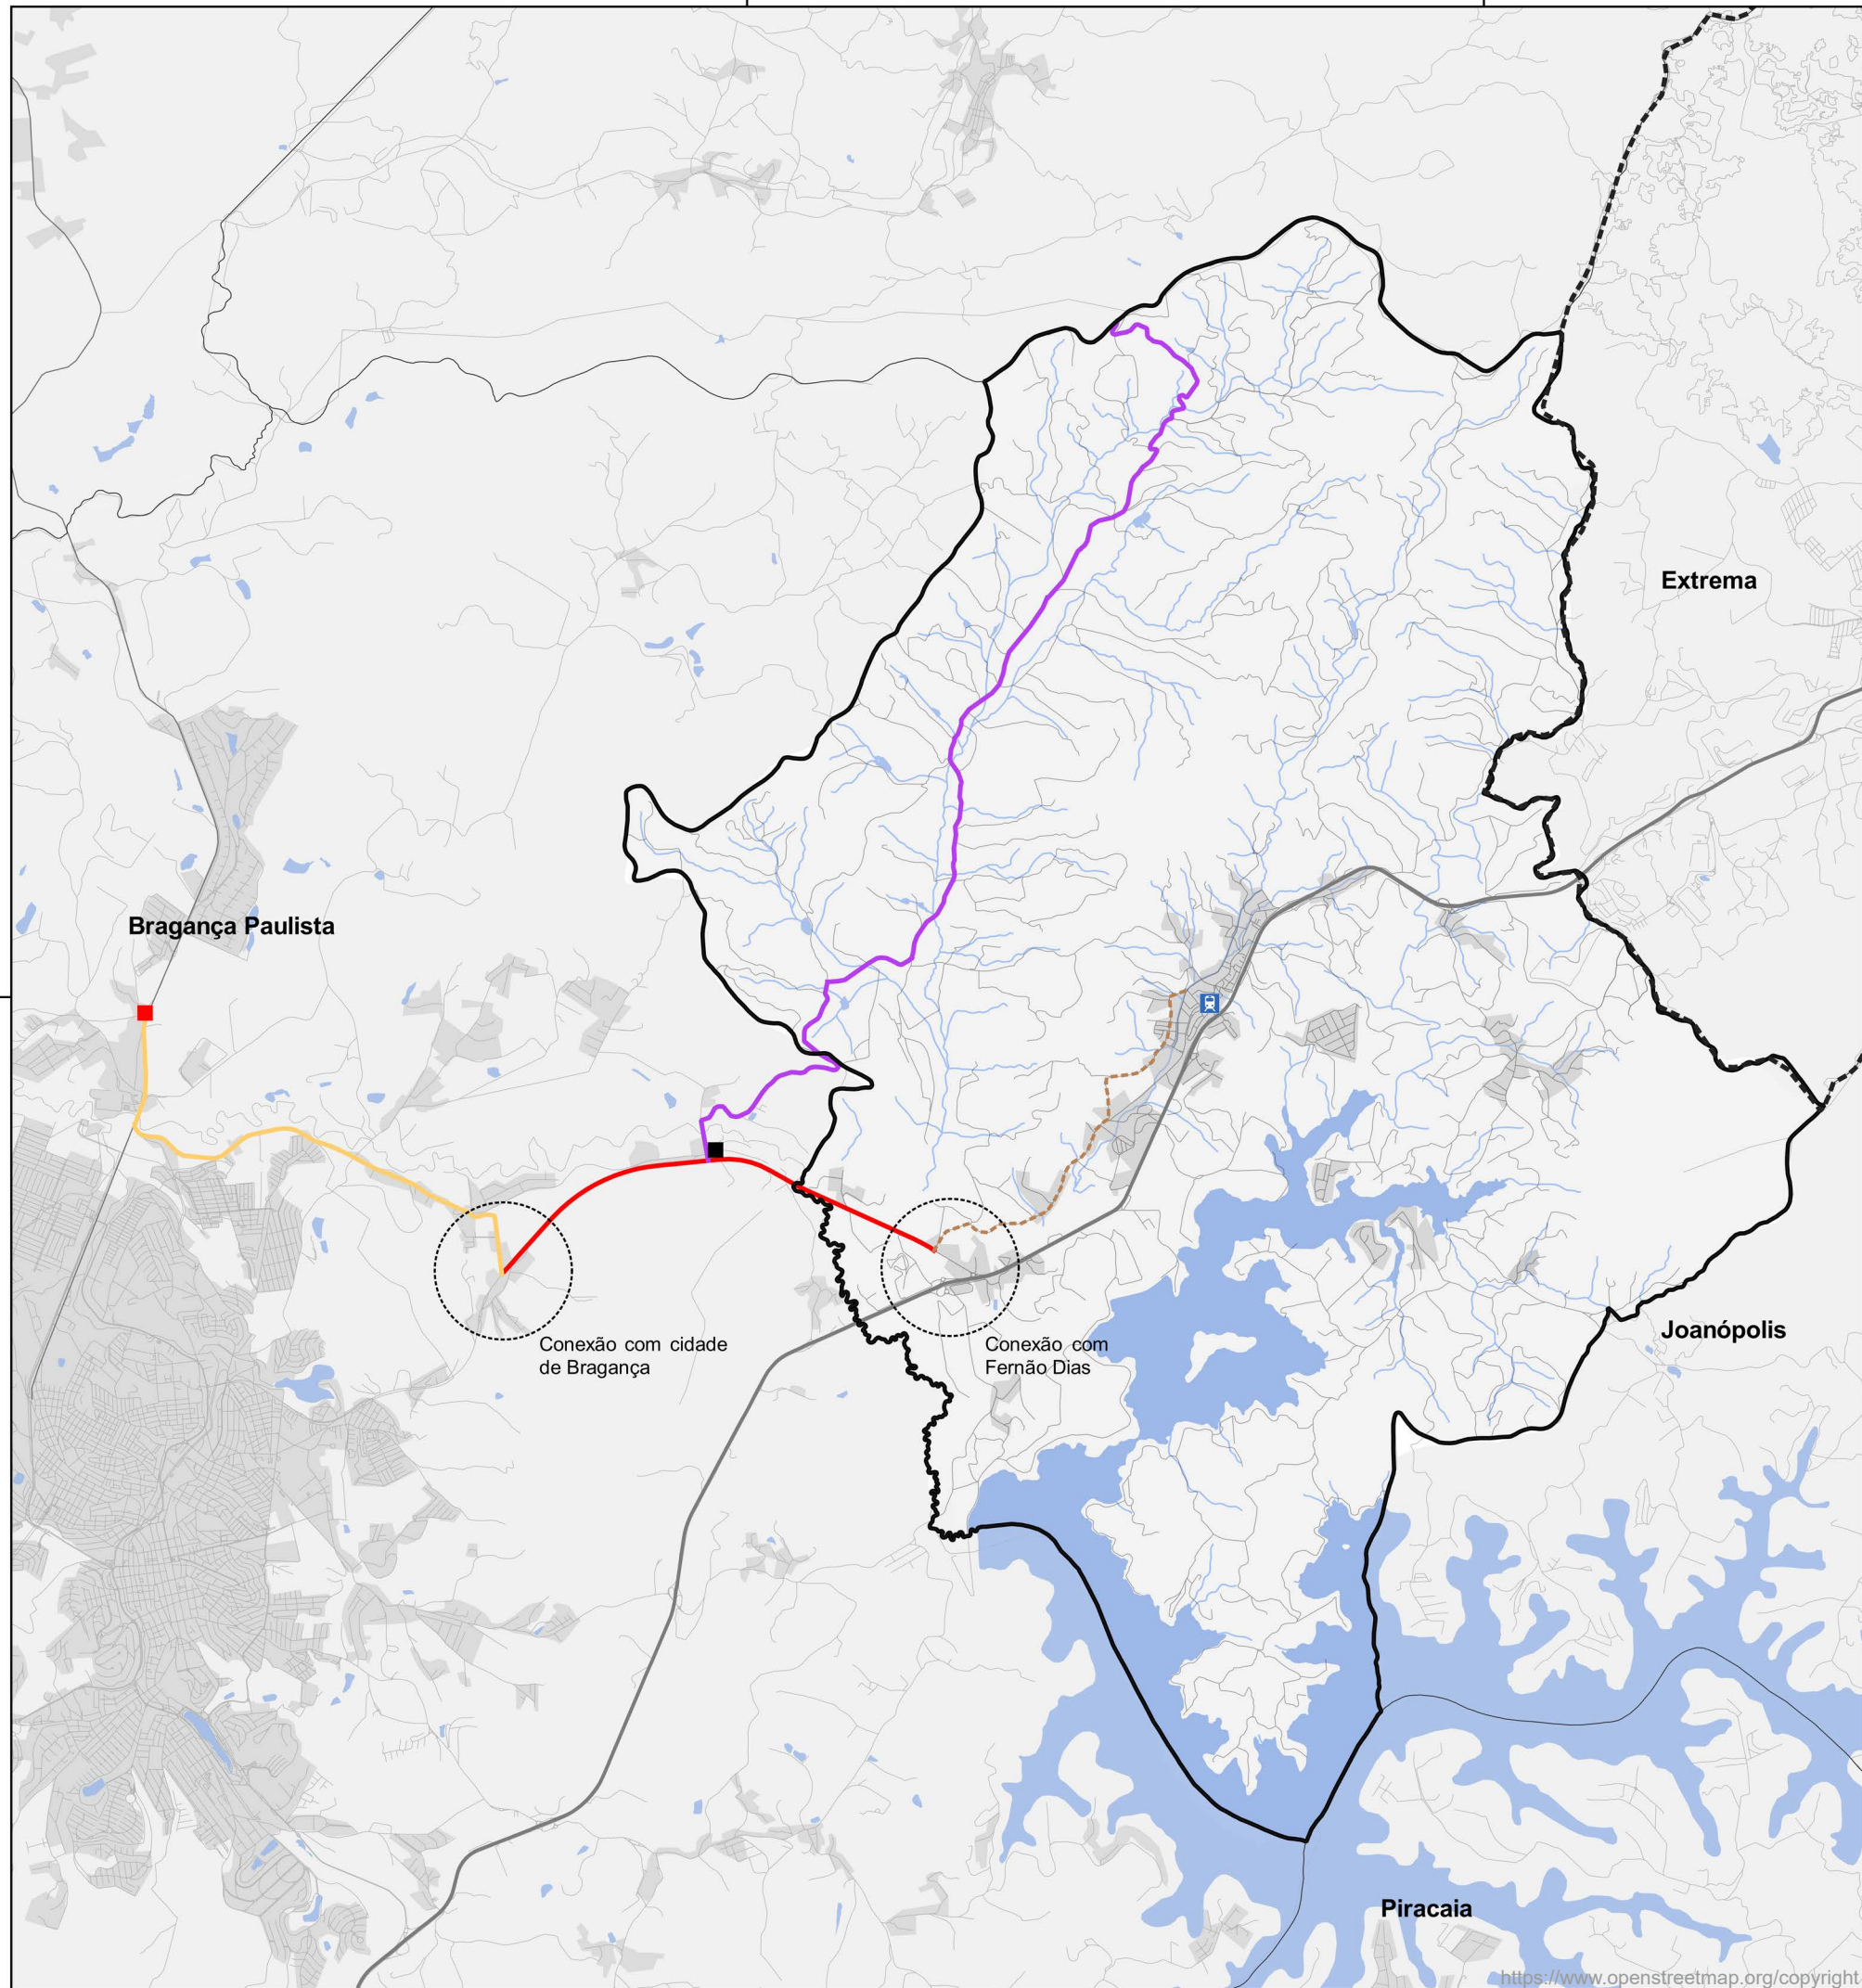 Extrema
Bragança Paulista
Conexão com cidade
de Bragança
Conexão com
Fernão Dias
Joanópolis
Piracaia
https://www.openstreetmap.org/copyright